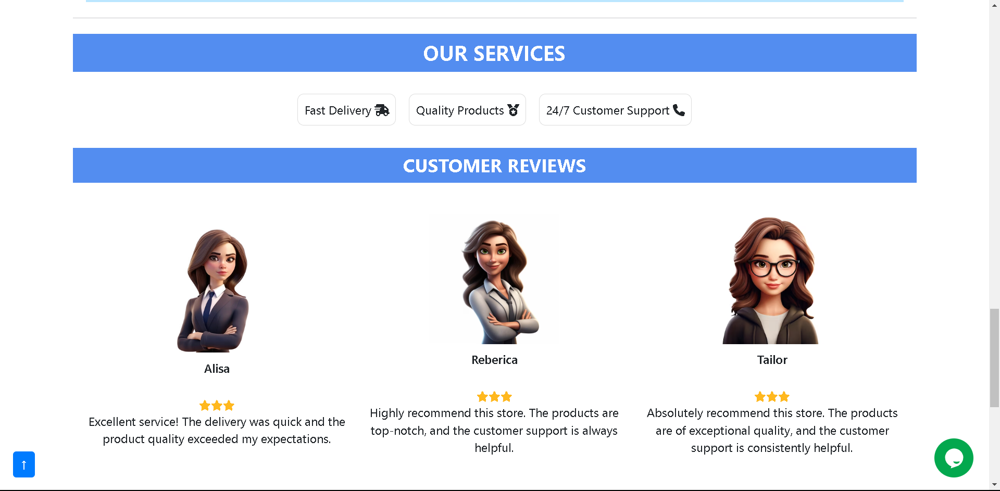 OUR SERVICES
Fast Delivery
Quality Products
24/7 Customer Support
CUSTOMER REVIEWS
Alisa
Excellent service! The delivery was quick and the
product quality exceeded my expectations.
Reberica
Highly recommend this store. The products are
top-notch, and the customer support is always
helpful.
Tailor
Absolutely recommend this store. The products
are of exceptional quality, and the customer
support is consistently helpful.
↑